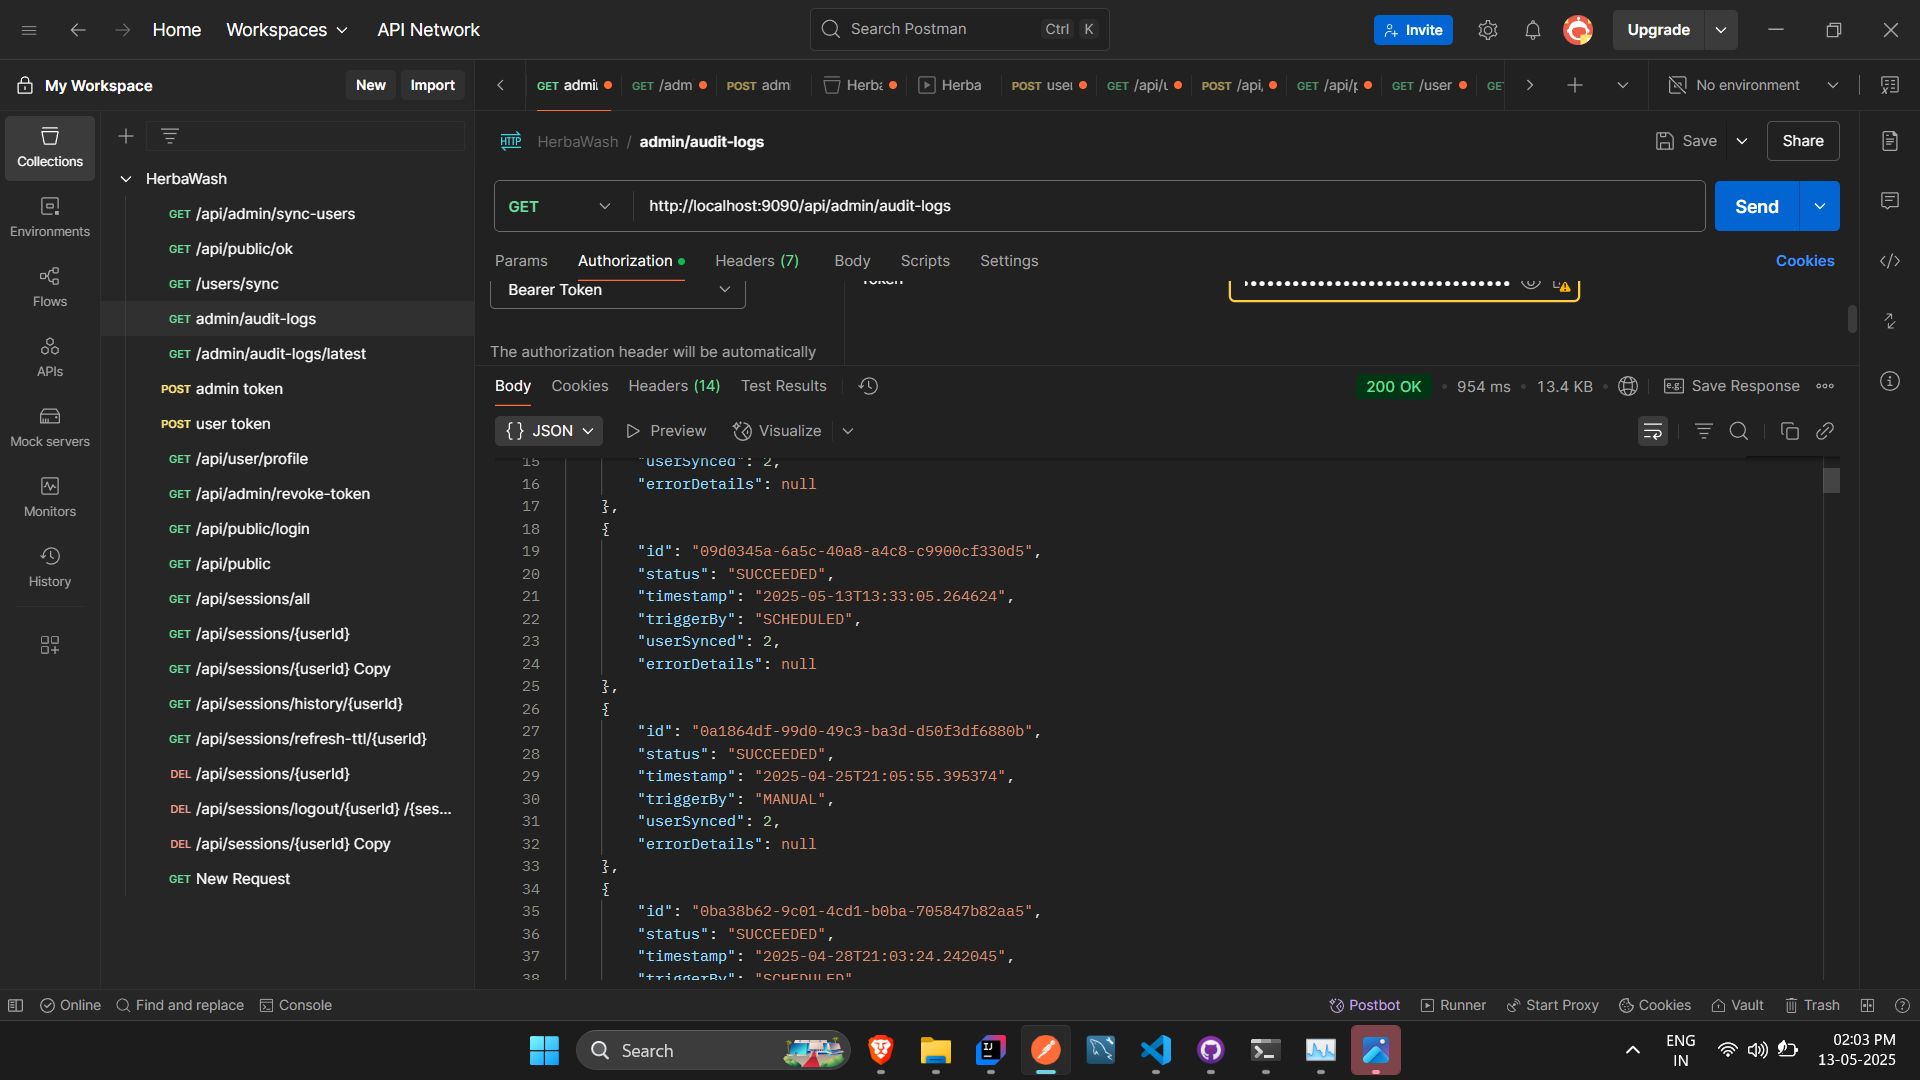 Home
Workspaces
API Network
Search Postman
Ctrl
K
Invite
Upgrade
My Workspace
New
Import
GET admi
GET /adm
POST adm
Herba
Herba
POST use
GET /api/u
POST /api,
GET /api/p
GET /user
GE
No environment
HTTP
HerbaWash / admin/audit-logs
Save
Share
GET
http://localhost:9090/api/admin/audit-logs
Send
Params
Authorization
Headers (7)
Body
Scripts
Settings
Cookies
Bearer Token
Token
The authorization header will be automatically
Collections
Environments
Flows
APIs
Mock servers
Monitors
History
HerbaWash
GET /api/admin/sync-users
GET /api/public/ok
GET /users/sync
GET admin/audit-logs
GET /admin/audit-logs/latest
POST admin token
POST user token
GET /api/user/profile
GET /api/admin/revoke-token
GET /api/public/login
GET /api/public
GET /api/sessions/all
GET /api/sessions/{userId}
GET /api/sessions/{userId} Copy
GET /api/sessions/history/{userId}
GET /api/sessions/refresh-ttl/{userId}
DEL /api/sessions/{userId}
DEL /api/sessions/logout/{userId} /{ses...
DEL /api/sessions/{userId} Copy
GET New Request
Body
Cookies
Headers (14)
Test Results
200 OK
954 ms
13.4 KB
e.g.
Save Response
{} JSON
Preview
Visualize
15 "userSynced": 2,
16 "errorDetails": null
17 },
18 {
19 "id": "09d0345a-6a5c-40a8-a4c8-c9900cf330d5",
20 "status": "SUCCEEDED",
21 "timestamp": "2025-05-13T13:33:05.264624",
22 "triggerBy": "SCHEDULED",
23 "userSynced": 2,
24 "errorDetails": null
25 },
26 {
27 "id": "0a1864df-99d0-49c3-ba3d-d50f3df6880b",
28 "status": "SUCCEEDED",
29 "timestamp": "2025-04-25T21:05:55.395374",
30 "triggerBy": "MANUAL",
31 "userSynced": 2,
32 "errorDetails": null
33 },
34 {
35 "id": "0ba38b62-9c01-4cd1-b0ba-705847b82aa5",
36 "status": "SUCCEEDED",
37 "timestamp": "2025-04-28T21:03:24.242045",
38 "triggerBy": "SCHEDULED"
Online
Find and replace
Console
Postbot
Runner
Start Proxy
Cookies
Vault
Trash
Search
IJ
ENG
IN
02:03 PM
13-05-2025